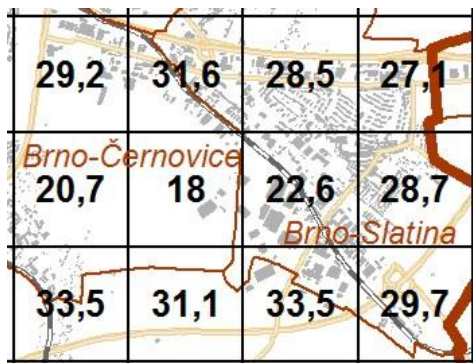 29,2 31,6 28,5 27,1
Brno-Černovice
20,7 18 22,6 28,7
Brno-Slatina
33,5 31,1 33,5 29,7